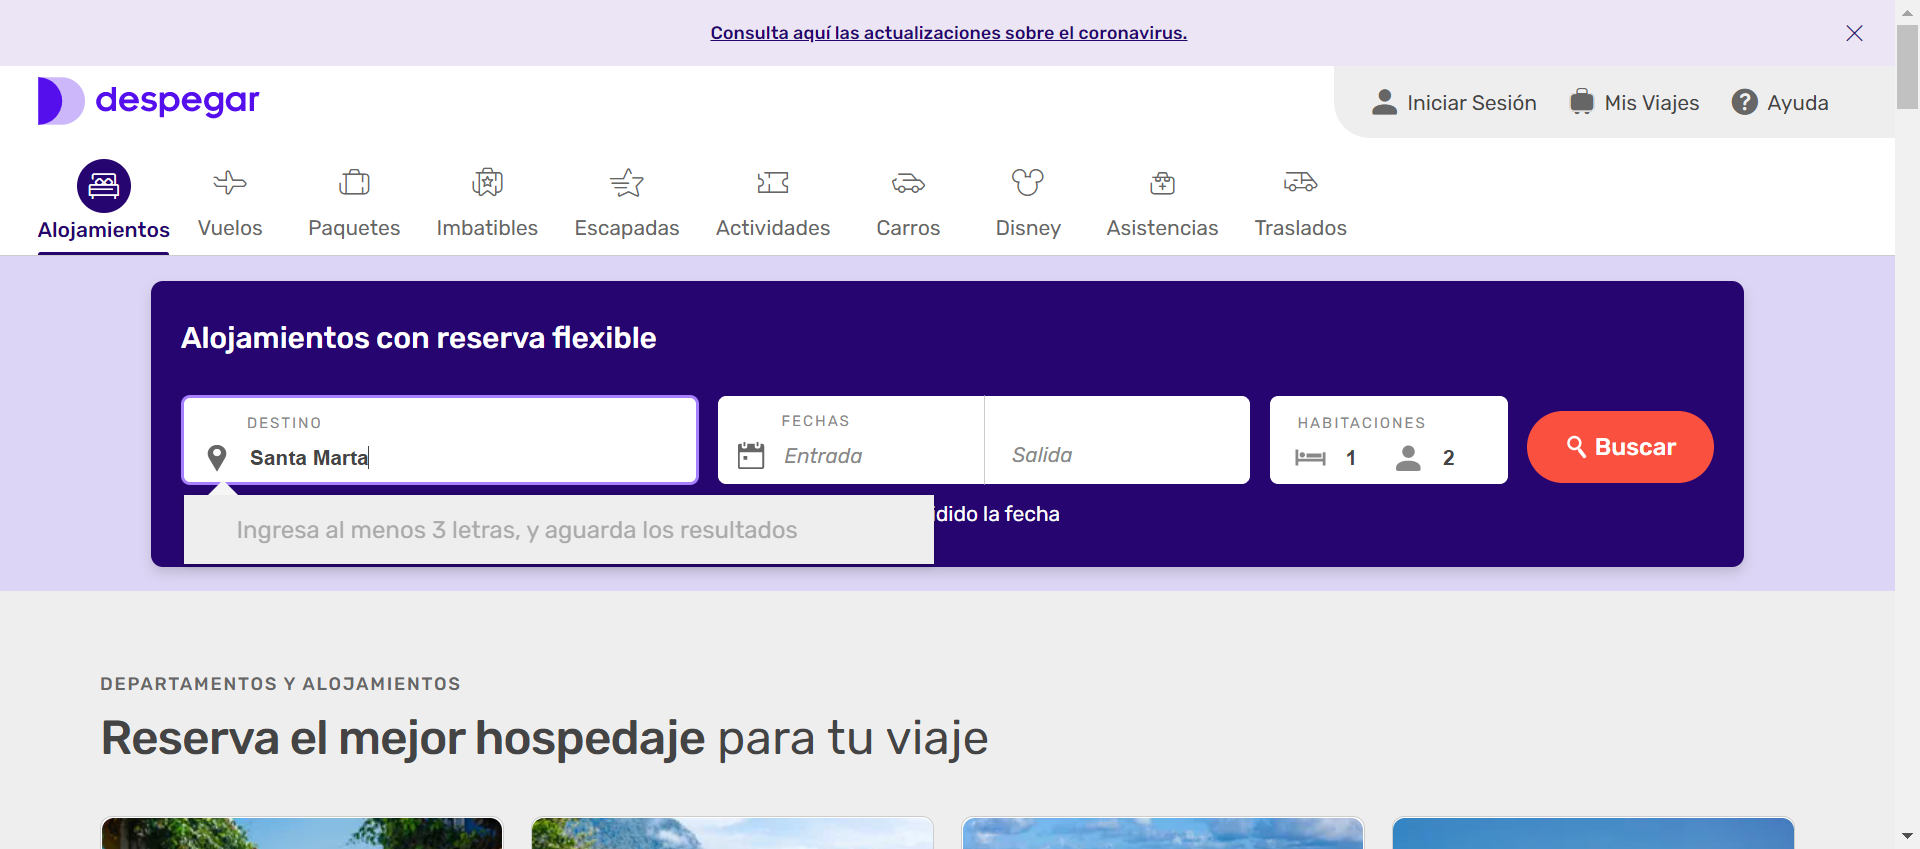 Consulta aquí las actualizaciones sobre el coronavirus.
despegar
Iniciar Sesión
Mis Viajes
Ayuda
Alojamientos
Vuelos
Paquetes
Imbatibles
Escapadas
Actividades
Carros
Disney
Asistencias
Traslados
Alojamientos con reserva flexible
DESTINO
Santa Marta
FECHAS
Entrada
Salida
HABITACIONES
1
2
Buscar
Ingresa al menos 3 letras, y aguarda los resultados
idido la fecha
DEPARTAMENTOS Y ALOJAMIENTOS
Reserva el mejor hospedaje para tu viaje